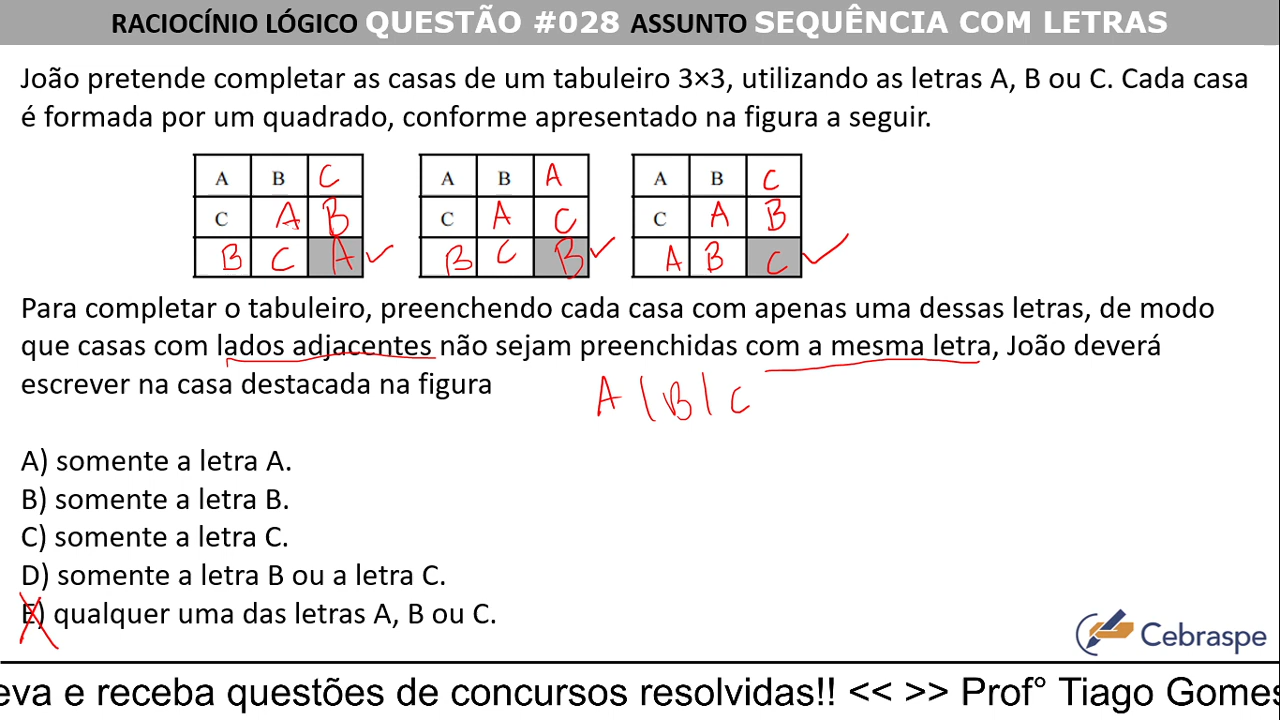 RACIOCÍNIO LÓGICO QUESTÃO #028 ASSUNTO SEQUÊNCIA COM LETRAS
João pretende completar as casas de um tabuleiro 3×3, utilizando as letras A, B ou C. Cada casa
é formada por um quadrado, conforme apresentado na figura a seguir.
A B C
C A B
B C A
A B A
C A C
B C B
A B C
C A B
A B C
Para completar o tabuleiro, preenchendo cada casa com apenas uma dessas letras, de modo
que casas com lados adjacentes não sejam preenchidas com a mesma letra, João deverá
escrever na casa destacada na figura
A | B | C
A) somente a letra A.
B) somente a letra B.
C) somente a letra C.
D) somente a letra B ou a letra C.
E) qualquer uma das letras A, B ou C.
Cebraspe
eva e receba questões de concursos resolvidas!! << >> Prof° Tiago Gomes